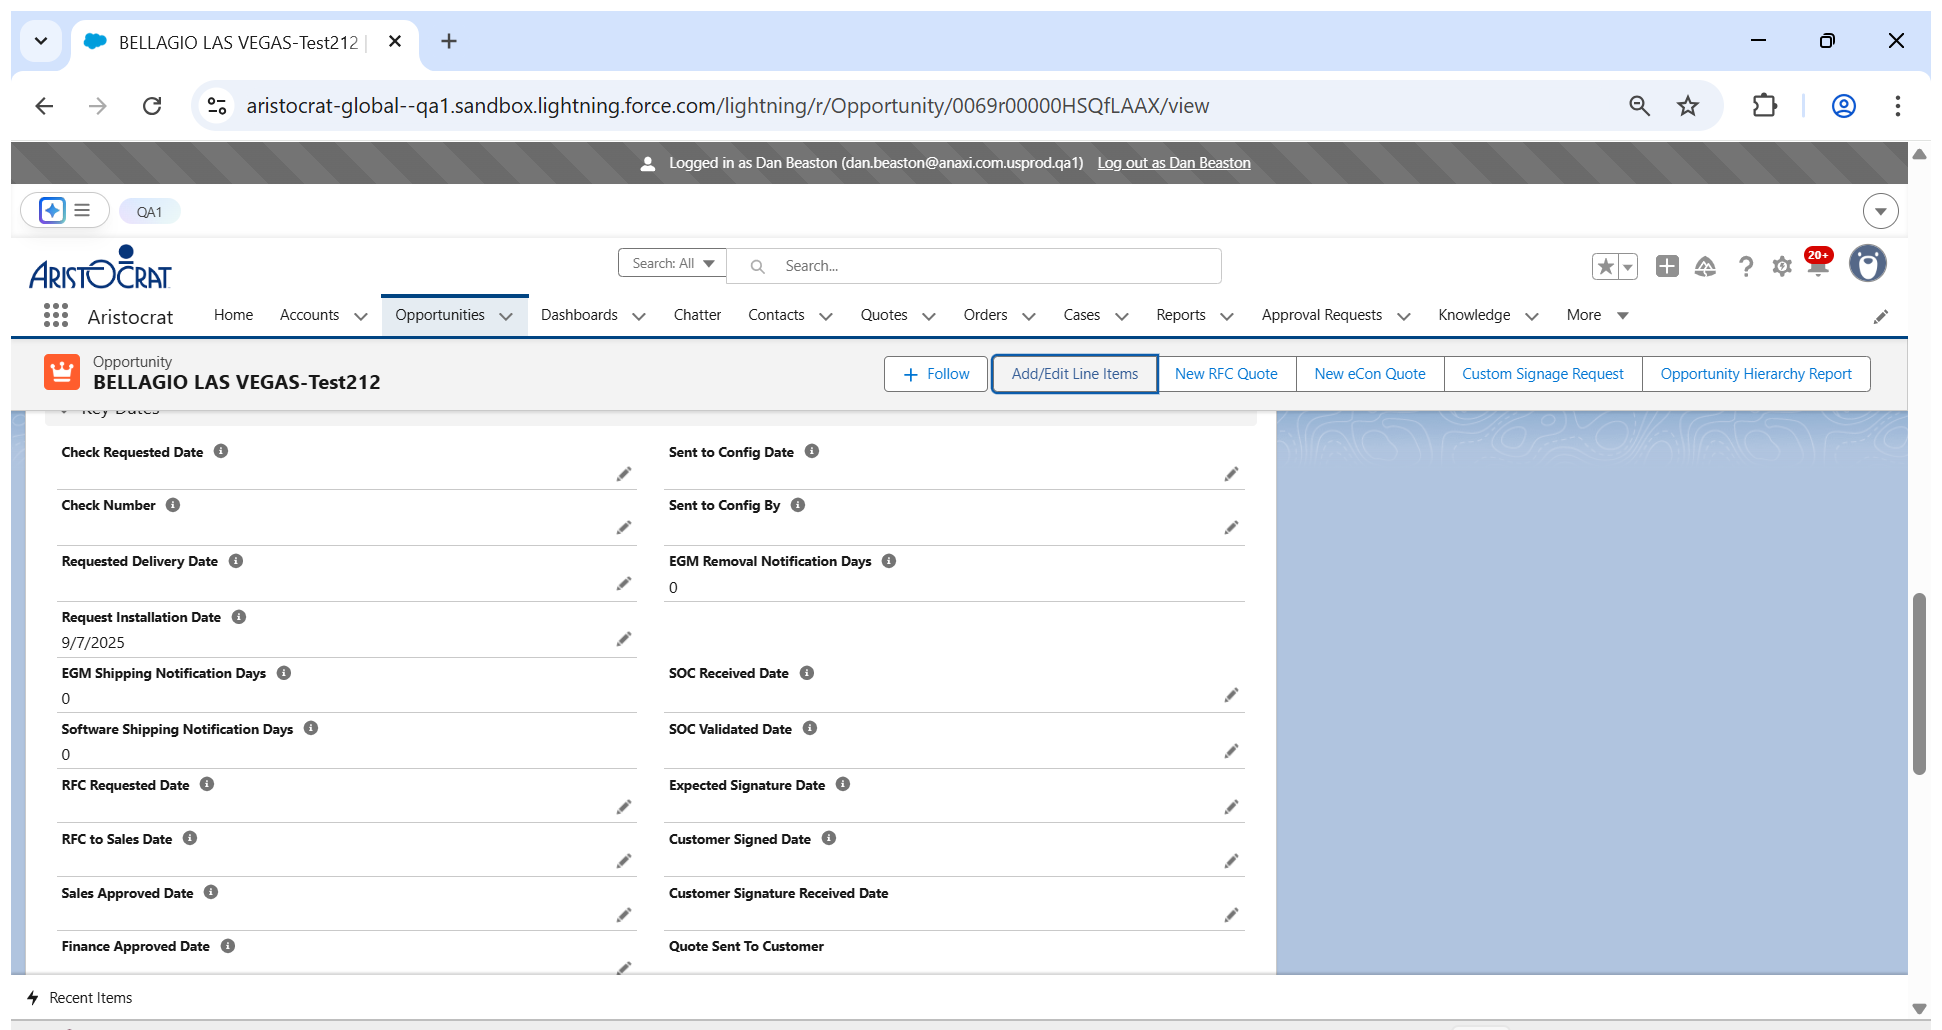 BELLAGIO LAS VEGAS-Test212 |
aristocrat-global--qa1.sandbox.lightning.force.com/lightning/r/Opportunity/0069r00000HSQfLAAX/view
Logged in as Dan Beaston (dan.beaston@anaxi.com.usprod.qa1) Log out as Dan Beaston
QA1
ARISTOCRAT
Search: All
Search...
20+
Aristocrat
Home
Accounts
Opportunities
Dashboards
Chatter
Contacts
Quotes
Orders
Cases
Reports
Approval Requests
Knowledge
More
Opportunity
BELLAGIO LAS VEGAS-Test212
+ Follow
Add/Edit Line Items
New RFC Quote
New eCon Quote
Custom Signage Request
Opportunity Hierarchy Report
Key Dates
Check Requested Date
Sent to Config Date
Check Number
Sent to Config By
Requested Delivery Date
EGM Removal Notification Days
0
Request Installation Date
9/7/2025
EGM Shipping Notification Days
0
SOC Received Date
Software Shipping Notification Days
0
SOC Validated Date
RFC Requested Date
Expected Signature Date
RFC to Sales Date
Customer Signed Date
Sales Approved Date
Customer Signature Received Date
Finance Approved Date
Quote Sent To Customer
Recent Items